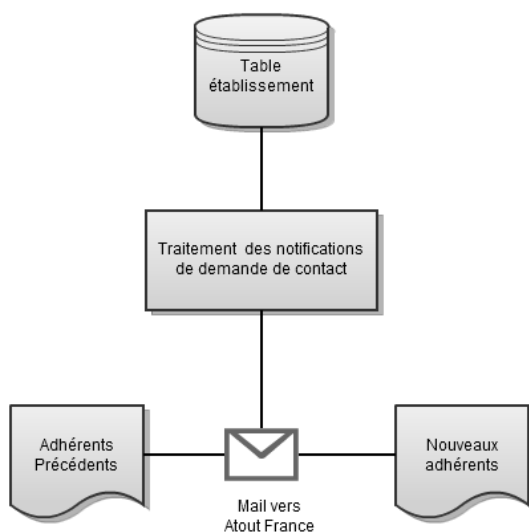 Table
établissement
Traitement des notifications
de demande de contact
Adhérents
Précédents
Nouveaux
adhérents
Mail vers
Atout France